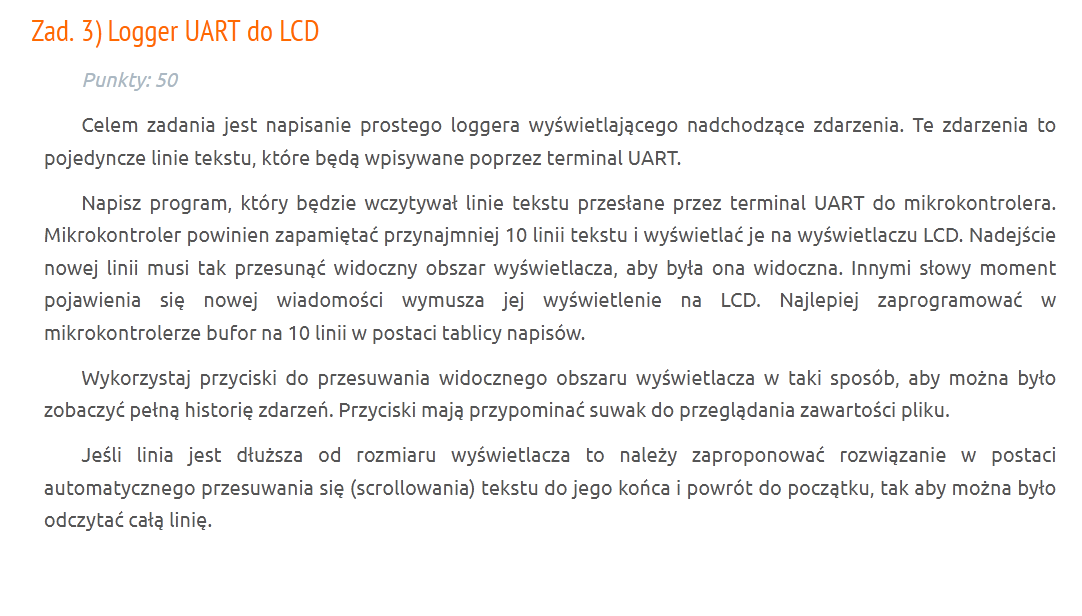 Zad. 3) Logger UART do LCD
Punkty: 50
Celem zadania jest napisanie prostego loggera wyświetlającego nadchodzące zdarzenia. Te zdarzenia to
pojedyncze linie tekstu, które będą wpisywane poprzez terminal UART.
Napisz program, który będzie wczytywał linie tekstu przesłane przez terminal UART do mikrokontrolera.
Mikrokontroler powinien zapamiętać przynajmniej 10 linii tekstu i wyświetlać je na wyświetlaczu LCD. Nadejście
nowej linii musi tak przesunąć widoczny obszar wyświetlacza, aby była ona widoczna. Innymi słowy moment
pojawienia się nowej wiadomości wymusza jej wyświetlenie na LCD. Najlepiej zaprogramować w
mikrokontrolerze bufor na 10 linii w postaci tablicy napisów.
Wykorzystaj przyciski do przesuwania widocznego obszaru wyświetlacza w taki sposób, aby można było
zobaczyć pełną historię zdarzeń. Przyciski mają przypominać suwak do przeglądania zawartości pliku.
Jeśli linia jest dłuższa od rozmiaru wyświetlacza to należy zaproponować rozwiązanie w postaci
automatycznego przesuwania się (scrollowania) tekstu do jego końca i powrót do początku, tak aby można było
odczytać całą linię.